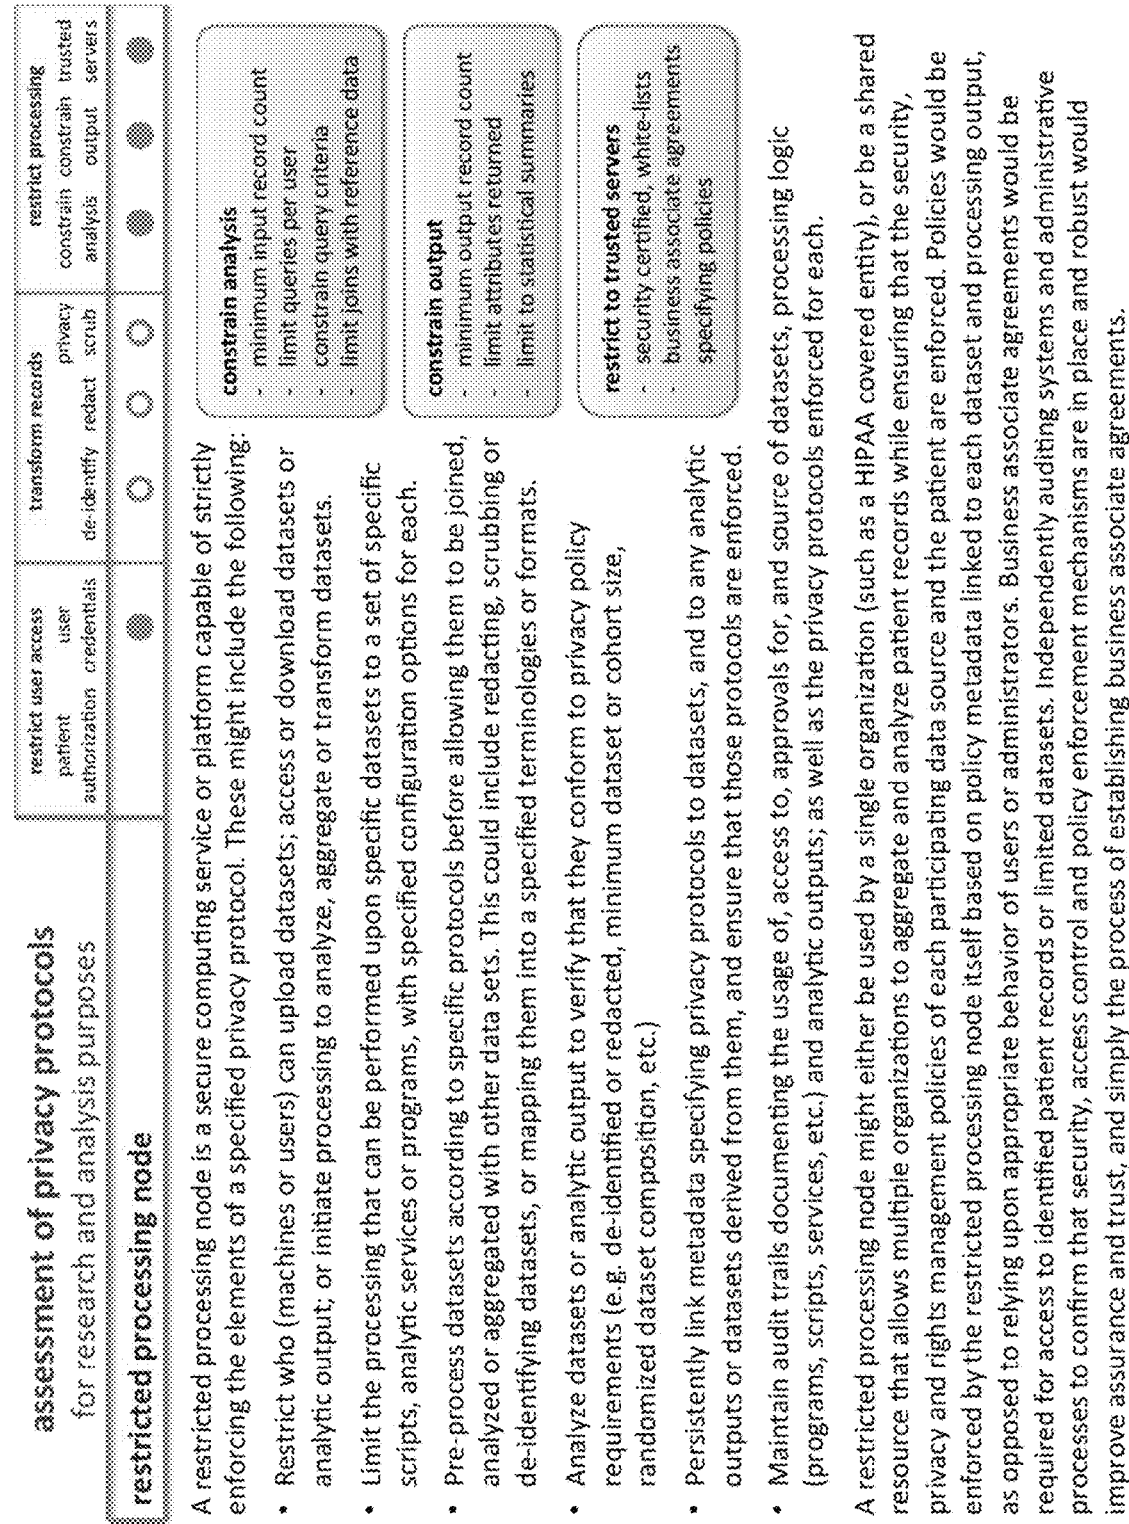 assessment of privacy protocols
for research and analysis purposes
restrict user access
transform records
restrict processing
patient
authorization
user
credentials
de-identify
redact
privacy
scrub
constrain
analysis
constrain
output
trusted
servers
restricted processing node
A restricted processing node is a secure computing service or platform capable of strictly
enforcing the elements of a specified privacy protocol. These might include the following:
• Restrict who (machines or users) can upload datasets; access or download datasets or
analytic output; or initiate processing to analyze, aggregate or transform datasets.
• Limit the processing that can be performed upon specific datasets to a set of specific
scripts, analytic services or programs, with specified configuration options for each.
• Pre-process datasets according to specific protocols before allowing them to be joined,
analyzed or aggregated with other data sets. This could include redacting, scrubbing or
de-identifying datasets, or mapping them into a specified terminologies or formats.
• Analyze datasets or analytic output to verify that they conform to privacy policy
requirements (e.g. de-identified or redacted, minimum dataset or cohort size,
randomized dataset composition, etc.)
• Persistently link metadata specifying privacy protocols to datasets, and to any analytic
outputs or datasets derived from them, and ensure that those protocols are enforced.
• Maintain audit trails documenting the usage of, access to, approvals for, and source of datasets, processing logic
(programs, scripts, services, etc.) and analytic outputs; as well as the privacy protocols enforced for each.
constrain analysis
- minimum input record count
- limit queries per user
- constrain query criteria
- limit joins with reference data
constrain output
- minimum output record count
- limit attributes returned
- limit to statistical summaries
restrict to trusted servers
- security certified, white-lists
- business associate agreements
specifying policies
A restricted processing node might either be used by a single organization (such as a HIPAA covered entity), or be a shared
resource that allows multiple organizations to aggregate and analyze patient records while ensuring that the security,
privacy and rights management policies of each participating data source and the patient are enforced. Policies would be
enforced by the restricted processing node itself based on policy metadata linked to each dataset and processing output,
as opposed to relying upon appropriate behavior of users or administrators. Business associate agreements would be
required for access to identified patient records or limited datasets. Independently auditing systems and administrative
processes to confirm that security, access control and policy enforcement mechanisms are in place and robust would
improve assurance and trust, and simply the process of establishing business associate agreements.